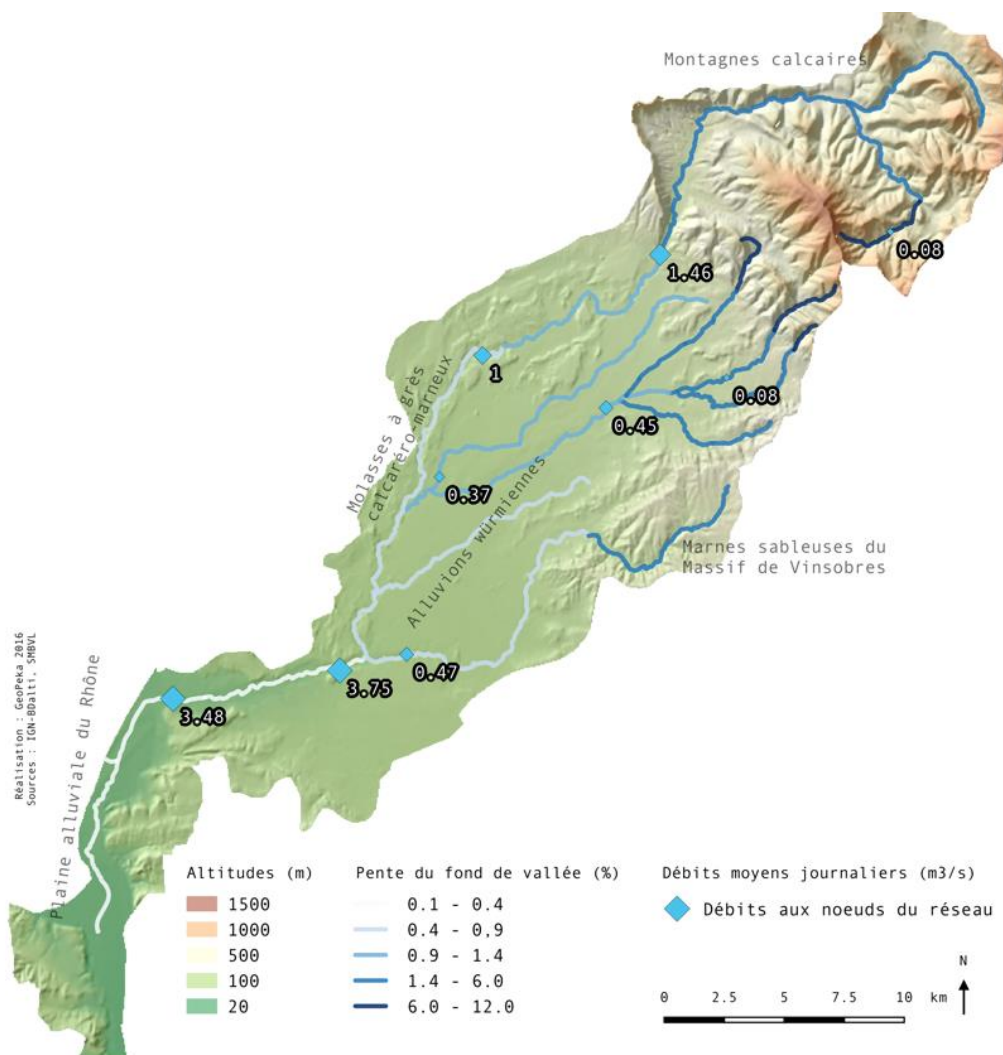 Montagnes calcaires
0.08
1.46
1
0.08
0.45
Molasses à grès
calcaréro-marneux
0.37
Alluvions würmiennes
Marnes sableuses du
Massif de Vinsobres
0.47
3.75
3.48
Plaine alluviale du Rhône
Réalisation : GeoPeka 2016
Sources : IGN-BDalti, SMBVL
Altitudes (m)
1500
1000
500
100
20
Pente du fond de vallée (%)
0.1 - 0.4
0.4 - 0.9
0.9 - 1.4
1.4 - 6.0
6.0 - 12.0
Débits moyens journaliers (m3/s)
Débits aux noeuds du réseau
N
0 2.5 5 7.5 10 km